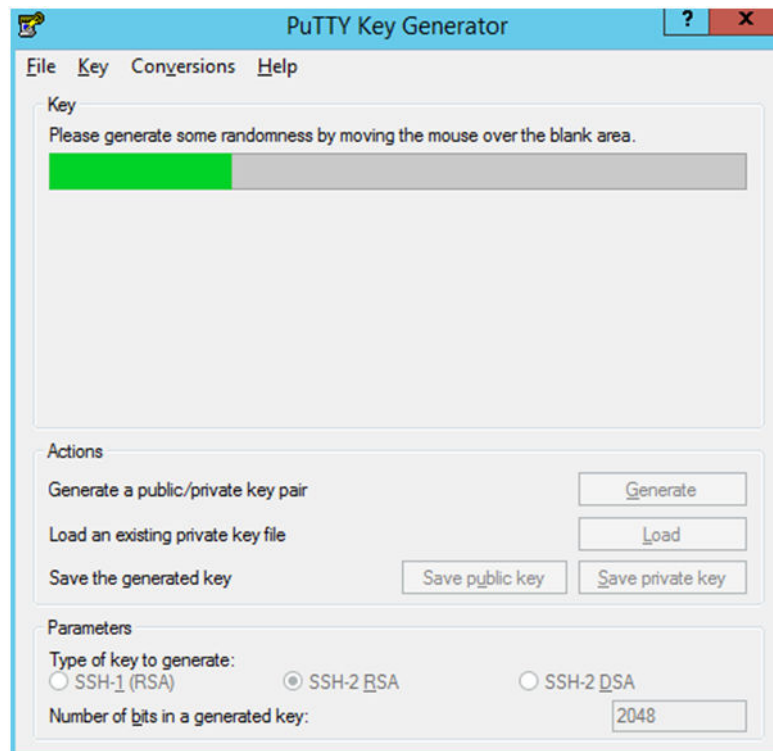 PuTTY Key Generator
? x
File Key Conversions Help
Key
Please generate some randomness by moving the mouse over the blank area.
Actions
Generate a public/private key pair Generate
Load an existing private key file Load
Save the generated key Save public key Save private key
Parameters
Type of key to generate:
SSH-1 (RSA) SSH-2 RSA SSH-2 DSA
Number of bits in a generated key: 2048